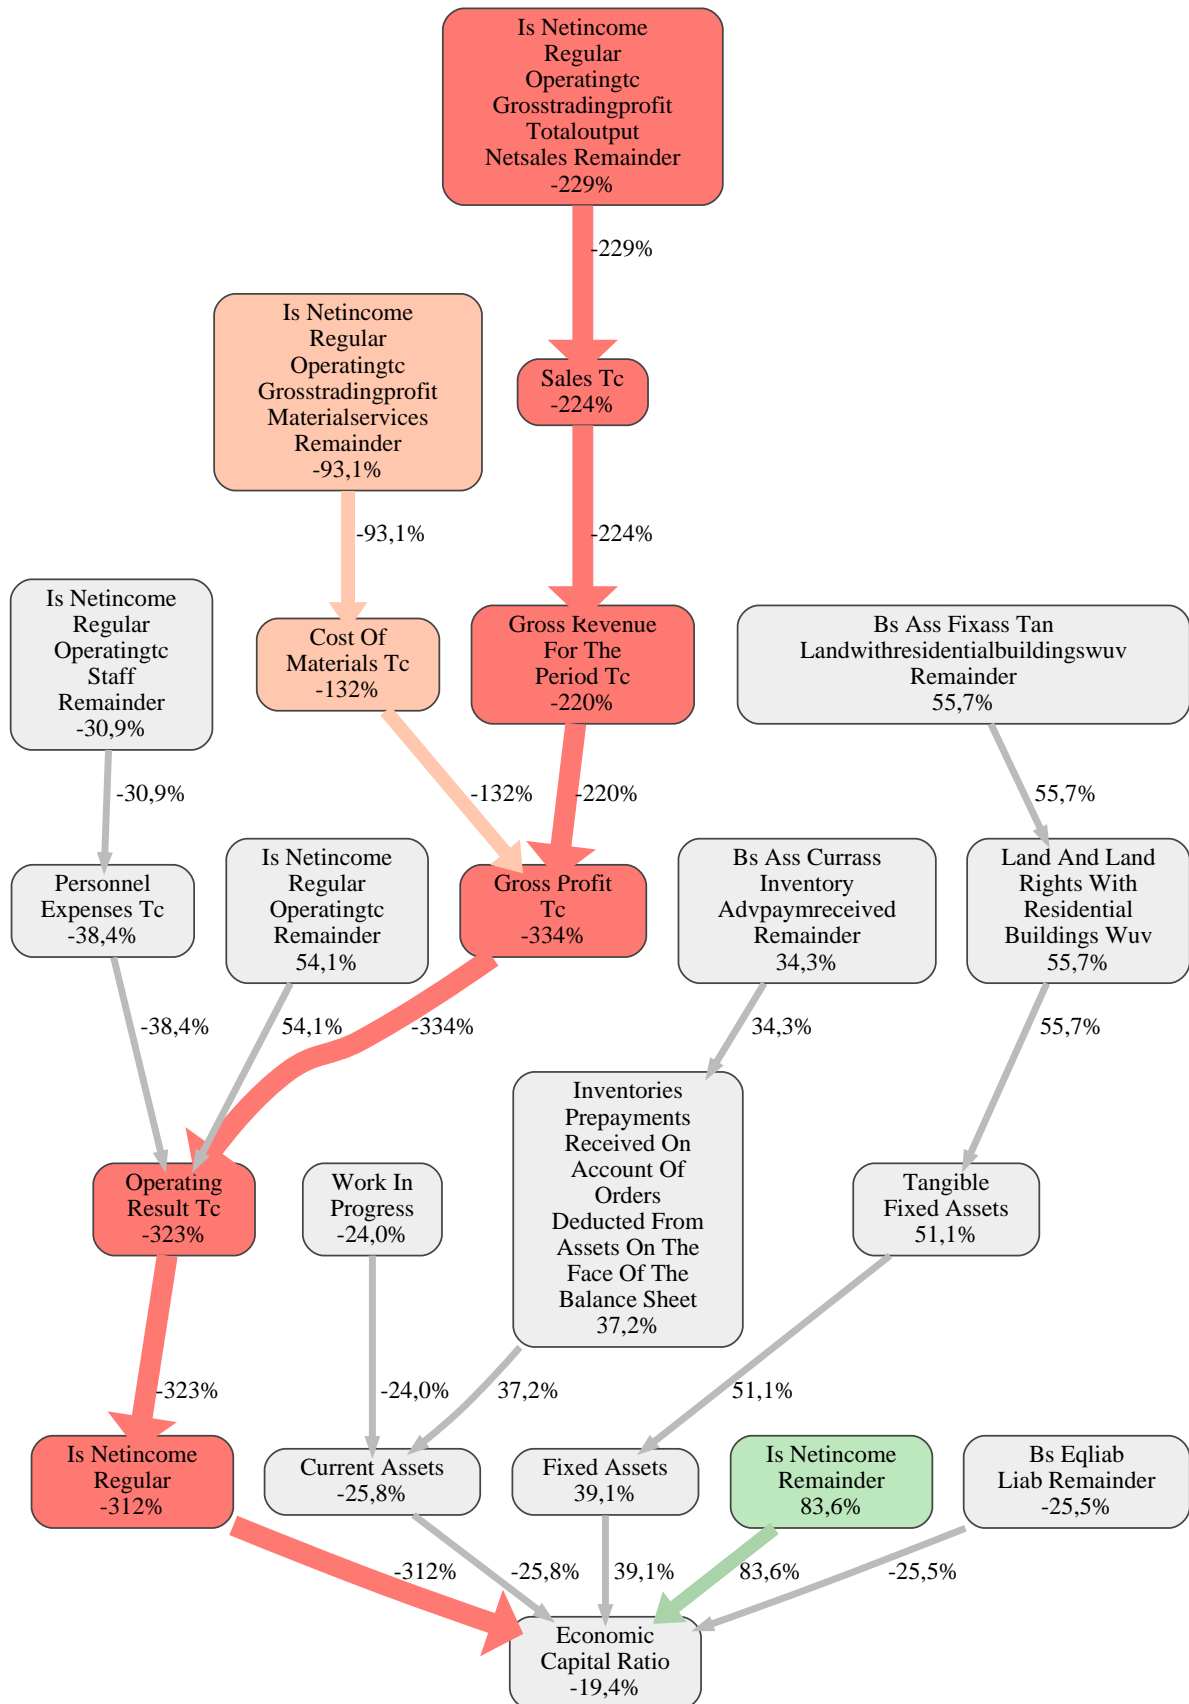 Is Netincome
Regular
Operatingtc
Grosstradingprofit
Totaloutput
Netsales Remainder
-229%
-229%
Is Netincome
Regular
Operatingtc
Grosstradingprofit
Materialservices
Remainder
-93,1%
Sales Tc
-224%
-93,1%
-224%
Is Netincome
Regular
Operatingtc
Staff
Remainder
-30,9%
Cost Of
Materials Tc
-132%
Gross Revenue
For The
Period Tc
-220%
Bs Ass Fixass Tan
Landwithresidentialbuildingswuv
Remainder
55,7%
-30,9%
-132%
-220%
55,7%
Personnel
Expenses Tc
-38,4%
Is Netincome
Regular
Operatingtc
Remainder
54,1%
Gross Profit
Tc
-334%
Bs Ass Currass
Inventory
Advpaymreceived
Remainder
34,3%
Land And Land
Rights With
Residential
Buildings Wuv
55,7%
-38,4%
54,1%
-334%
34,3%
55,7%
Operating
Result Tc
-323%
Work In
Progress
-24,0%
Inventories
Prepayments
Received On
Account Of
Orders
Deducted From
Assets On The
Face Of The
Balance Sheet
37,2%
Tangible
Fixed Assets
51,1%
-323%
-24,0%
37,2%
51,1%
Is Netincome
Regular
-312%
Current Assets
-25,8%
Fixed Assets
39,1%
Is Netincome
Remainder
83,6%
Bs Eqliab
Liab Remainder
-25,5%
-312%
-25,8%
39,1%
83,6%
-25,5%
Economic
Capital Ratio
-19,4%